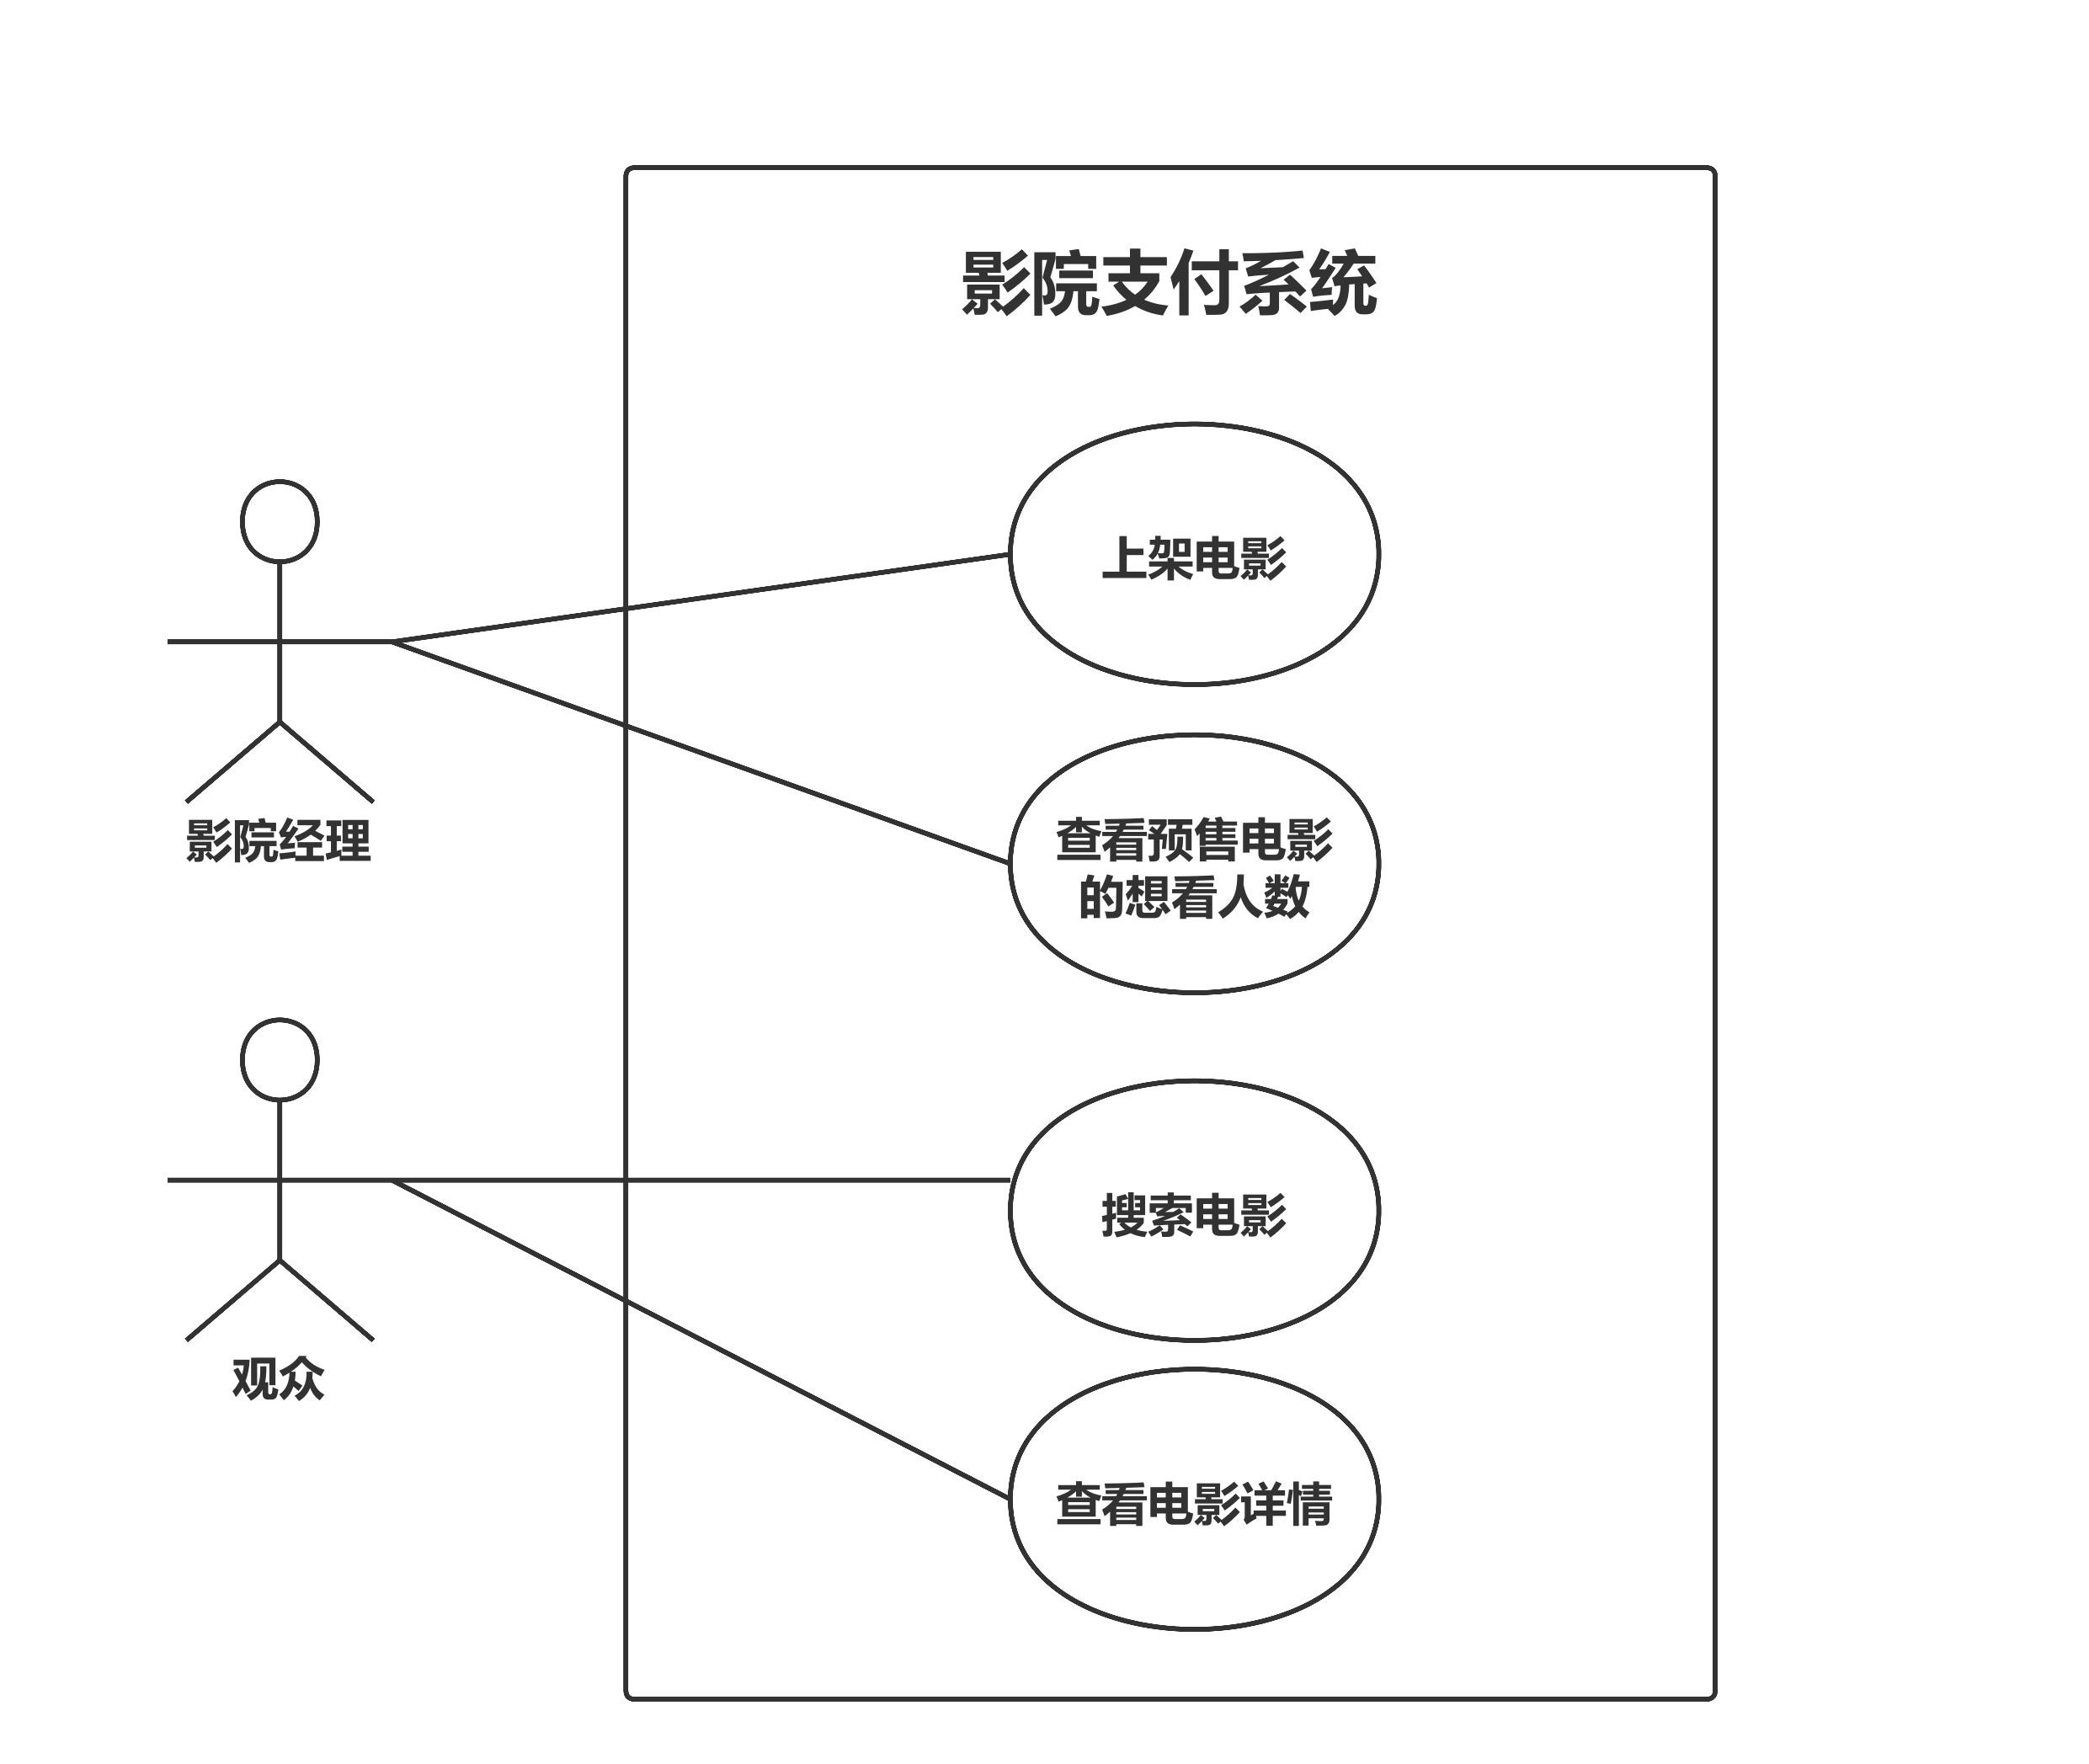 影院支付系统
上架电影
影院经理
查看预售电影
的想看人数
搜索电影
观众
查看电影详情